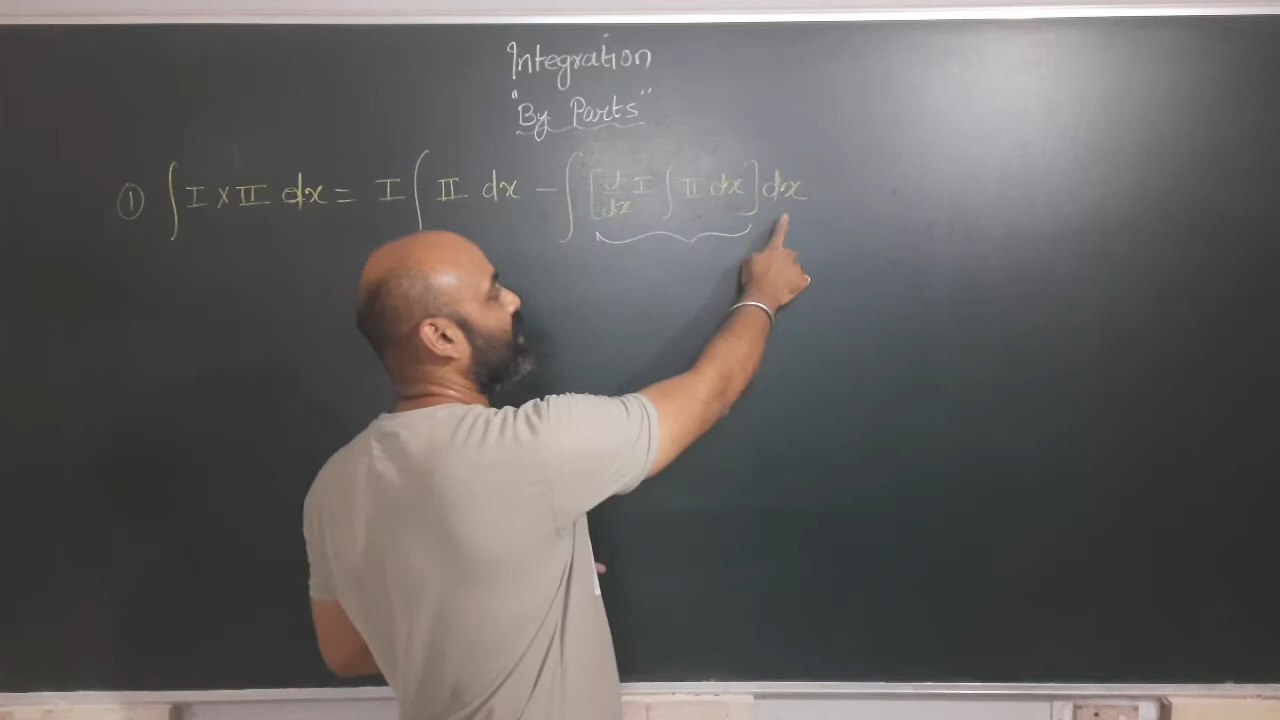 Integration
"By Parts"
① ∫ I × II dx = I ∫ II dx − ∫ [d/dx I ∫ II dx] dx